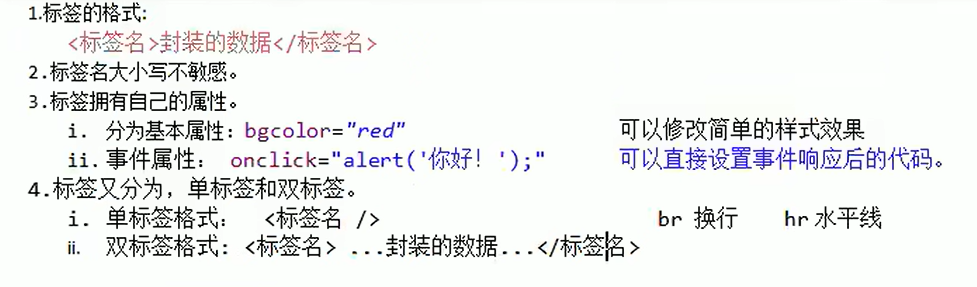 1.标签的格式:
<标签名>封装的数据</标签名>
2.标签名大小写不敏感。
3.标签拥有自己的属性。
i. 分为基本属性：bgcolor="red" 可以修改简单的样式效果
ii. 事件属性： onclick="alert('你好！');" 可以直接设置事件响应后的代码。
4.标签又分为，单标签和双标签。
i. 单标签格式： <标签名 /> br 换行 hr 水平线
ii. 双标签格式：<标签名> ...封装的数据...</标签名>